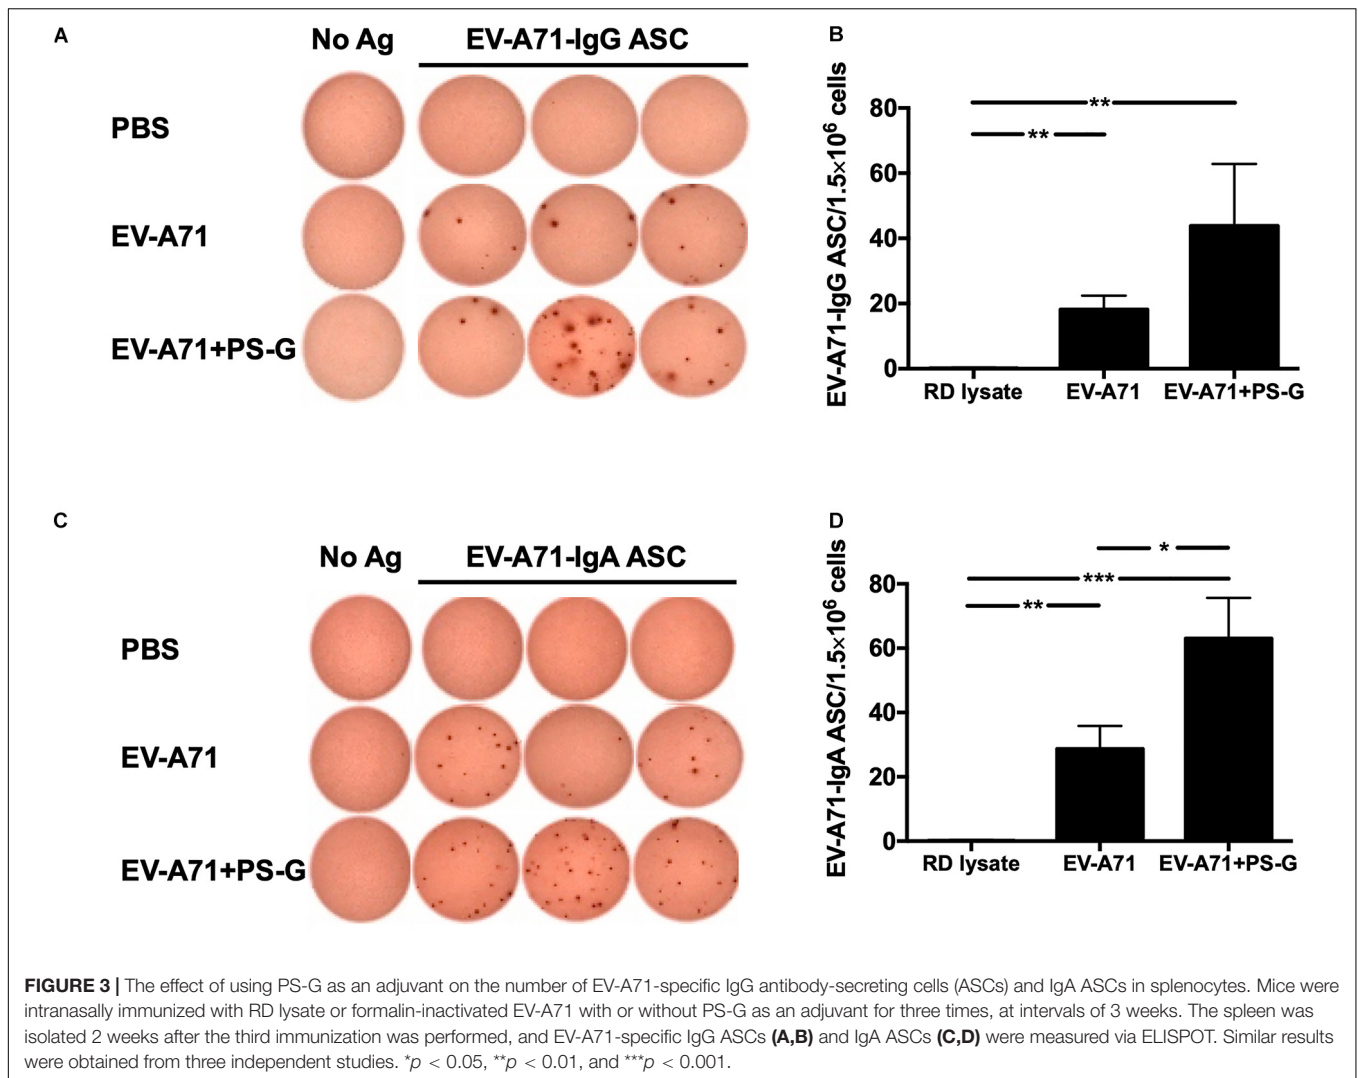 A
No Ag
EV-A71-IgG ASC
PBS
EV-A71
EV-A71+PS-G
B
EV-A71-IgG ASC/1.5×10⁶ cells
80
60
40
20
0
**
**
RD lysate
EV-A71
EV-A71+PS-G
C
No Ag
EV-A71-IgA ASC
PBS
EV-A71
EV-A71+PS-G
D
EV-A71-IgA ASC/1.5×10⁶ cells
80
60
40
20
0
*
***
**
RD lysate
EV-A71
EV-A71+PS-G
FIGURE 3 | The effect of using PS-G as an adjuvant on the number of EV-A71-specific IgG antibody-secreting cells (ASCs) and IgA ASCs in splenocytes. Mice were
intranasally immunized with RD lysate or formalin-inactivated EV-A71 with or without PS-G as an adjuvant for three times, at intervals of 3 weeks. The spleen was
isolated 2 weeks after the third immunization was performed, and EV-A71-specific IgG ASCs (A,B) and IgA ASCs (C,D) were measured via ELISPOT. Similar results
were obtained from three independent studies. *p < 0.05, **p < 0.01, and ***p < 0.001.